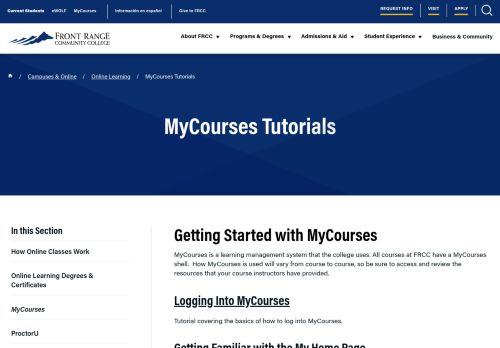 Current Students eWOLF MyCourses Información en español Give to FRCC REQUEST INFO VISIT APPLY
FRONT RANGE
COMMUNITY COLLEGE
About FRCC Programs & Degrees Admissions & Aid Student Experience Business & Community
/ Campuses & Online / Online Learning / MyCourses Tutorials
MyCourses Tutorials
In this Section
How Online Classes Work
Online Learning Degrees &
Certificates
MyCourses
ProctorU
Getting Started with MyCourses
MyCourses is a learning management system that the college uses. All courses at FRCC have a MyCourses
shell. How MyCourses is used will vary from course to course, so be sure to access and review the
resources that your course instructors have provided.
Logging Into MyCourses
Tutorial covering the basics of how to log into MyCourses.
Getting Familiar with the My Home Page